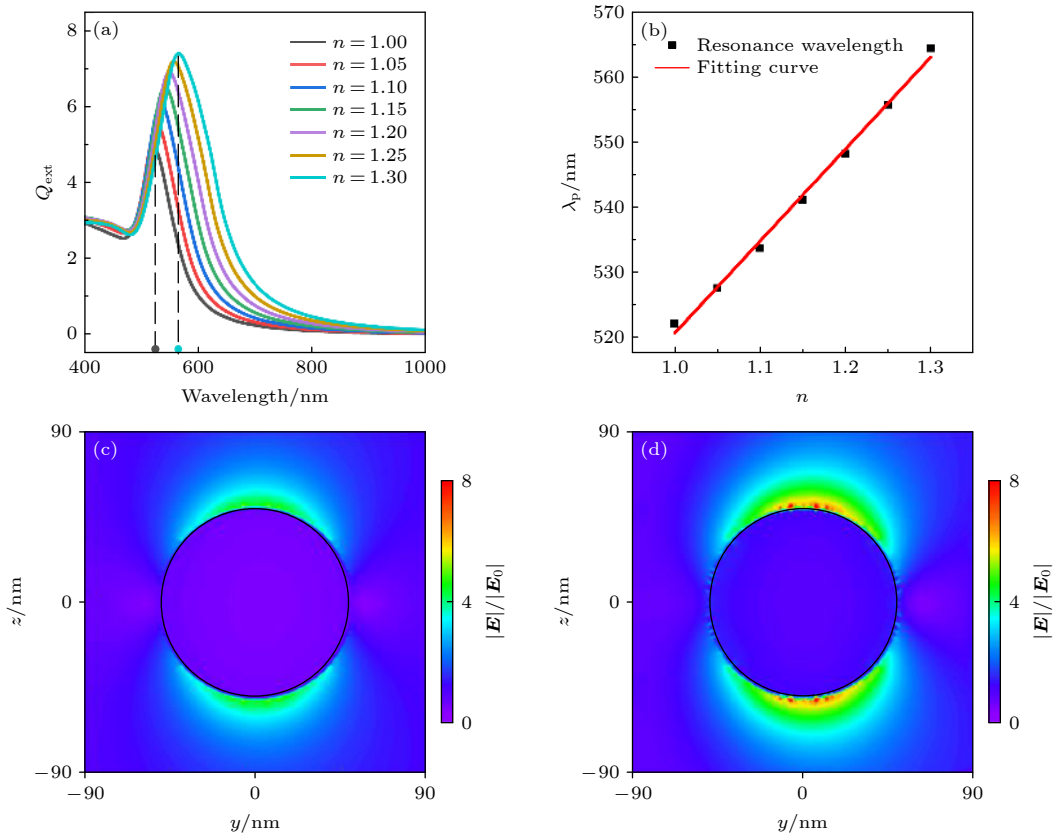 (a)
8
6
4
2
0
Q_ext
n = 1.00
n = 1.05
n = 1.10
n = 1.15
n = 1.20
n = 1.25
n = 1.30
400
600
800
1000
Wavelength/nm
(b)
570
560
550
540
530
520
λ_p/nm
Resonance wavelength
Fitting curve
1.0
1.1
1.2
1.3
n
(c)
90
0
−90
z/nm
−90
0
90
y/nm
8
4
0
|E|/|E_0|
(d)
90
0
−90
z/nm
−90
0
90
y/nm
8
4
0
|E|/|E_0|